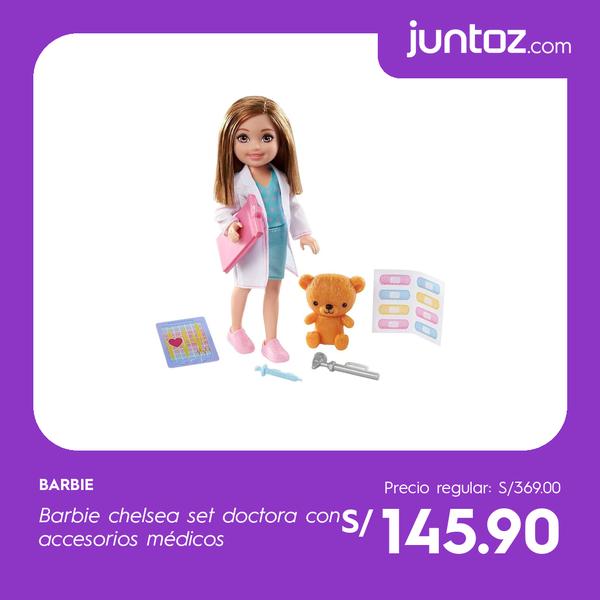 juntoz.com
BARBIE
Barbie chelsea set doctora con
accesorios médicos
Precio regular: S/369.00
S/ 145.90